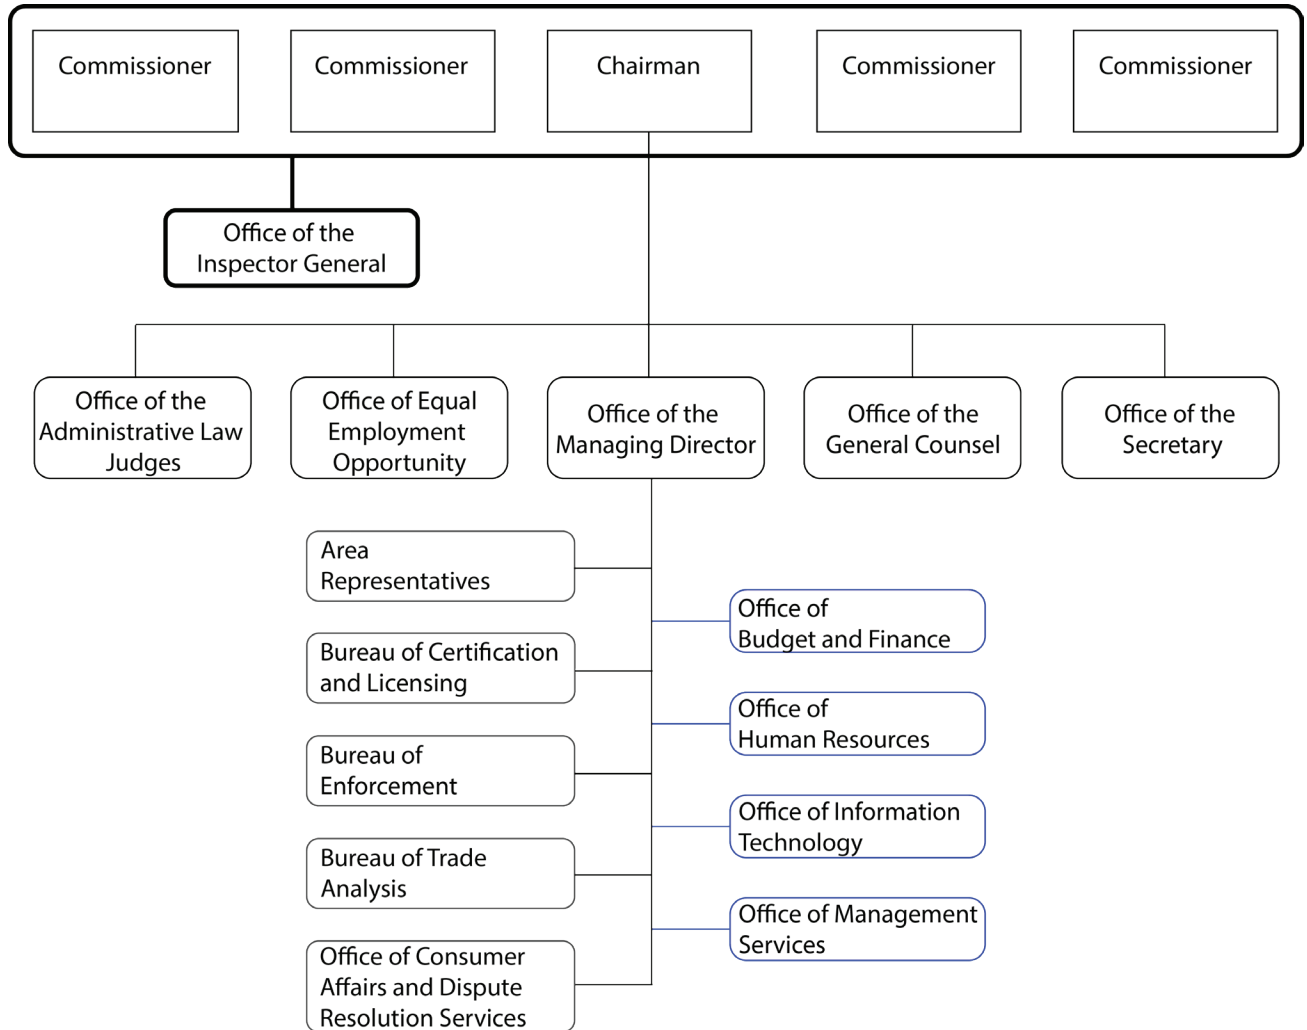 Commissioner
Commissioner
Chairman
Commissioner
Commissioner
Office of the
Inspector General
Office of the
Administrative Law
Judges
Office of Equal
Employment
Opportunity
Office of the
Managing Director
Office of the
General Counsel
Office of the
Secretary
Area
Representatives
Bureau of Certification
and Licensing
Bureau of
Enforcement
Bureau of Trade
Analysis
Office of Consumer
Affairs and Dispute
Resolution Services
Office of
Budget and Finance
Office of
Human Resources
Office of Information
Technology
Office of Management
Services